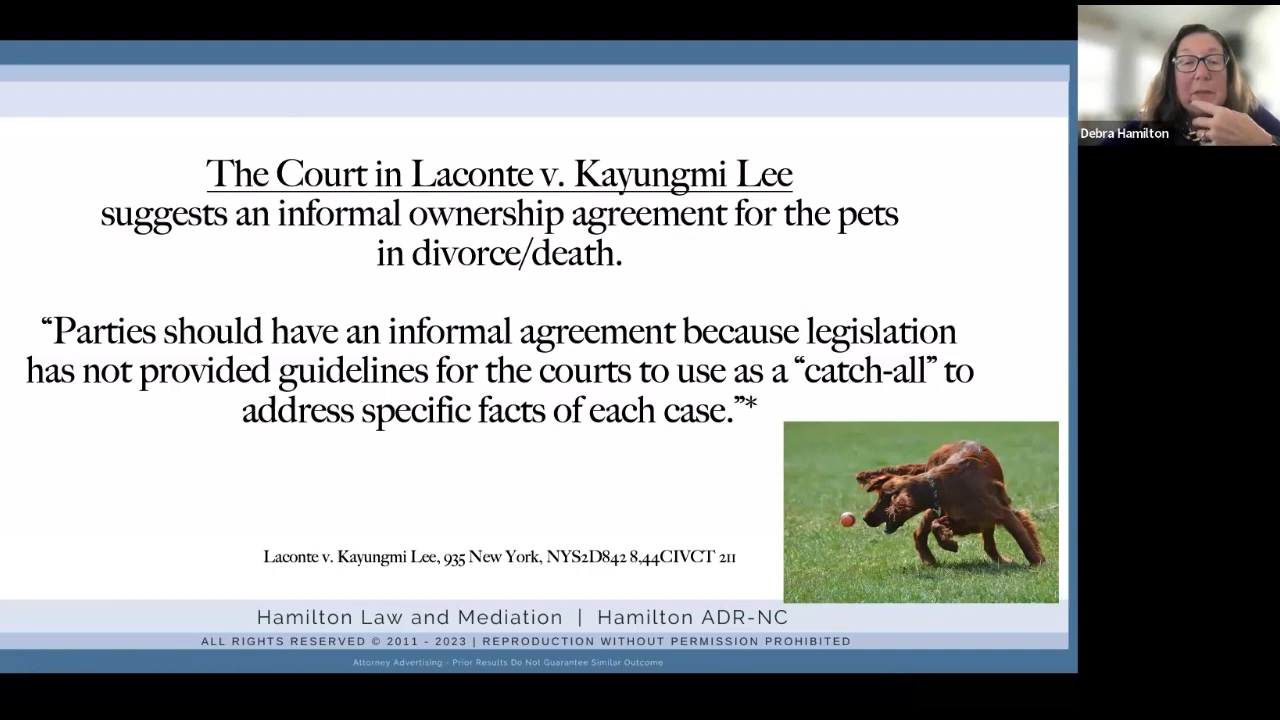 The Court in Laconte v. Kayungmi Lee
suggests an informal ownership agreement for the pets
in divorce/death.
“Parties should have an informal agreement because legislation
has not provided guidelines for the courts to use as a “catch-all” to
address specific facts of each case.”*
Laconte v. Kayungmi Lee, 935 New York, NYS2D842 8,44CIVCT 211
Hamilton Law and Mediation | Hamilton ADR-NC
ALL RIGHTS RESERVED © 2011 - 2023 | REPRODUCTION WITHOUT PERMISSION PROHIBITED
Attorney Advertising - Prior Results Do Not Guarantee Similar Outcome
Debra Hamilton